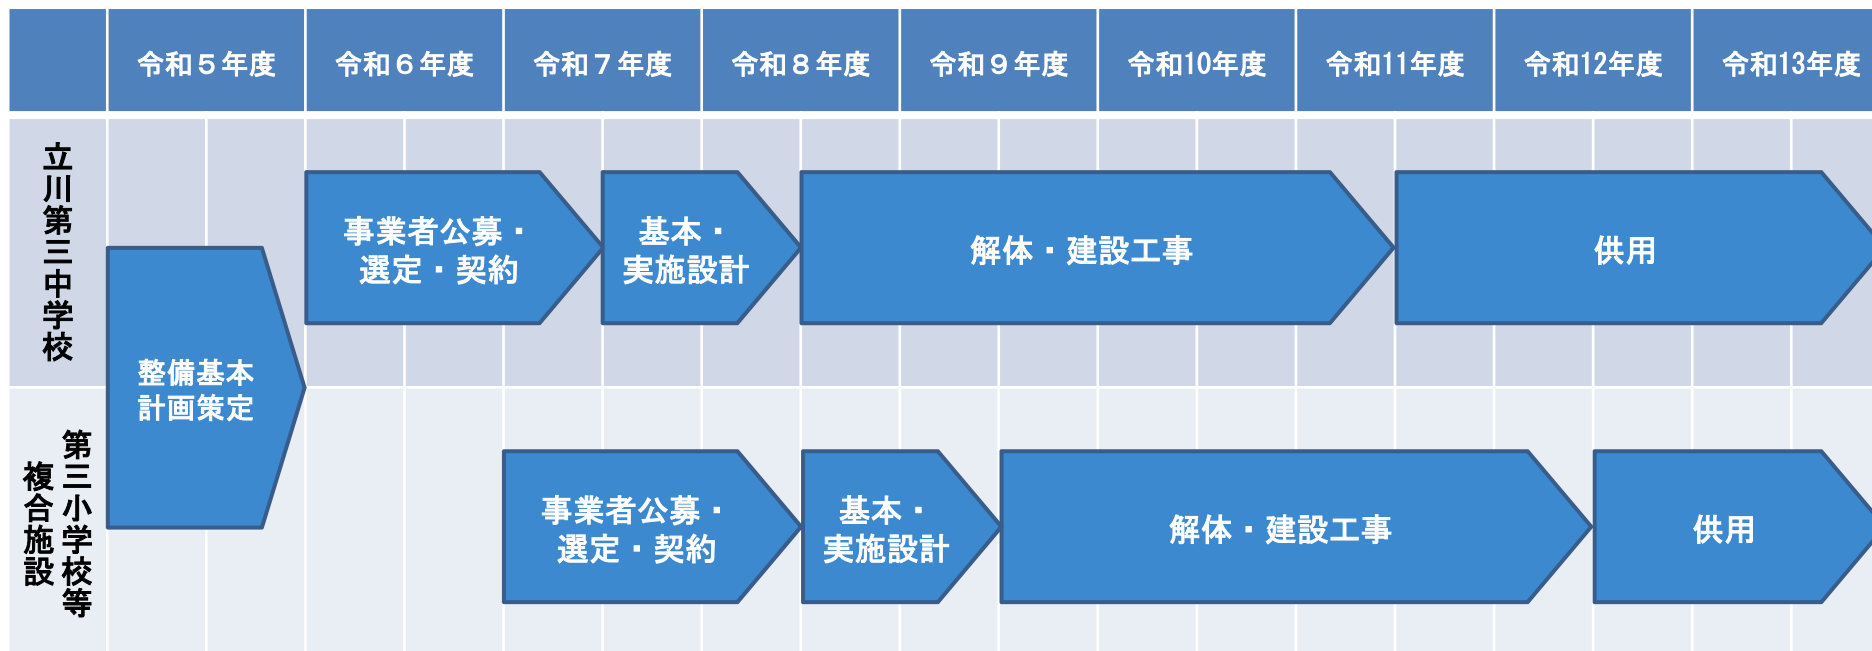 令和５年度
令和６年度
令和７年度
令和８年度
令和９年度
令和10年度
令和11年度
令和12年度
令和13年度
立川第三中学校
事業者公募・
選定・契約
基本・
実施設計
解体・建設工事
供用
整備基本
計画策定
第三小学校等
複合施設
事業者公募・
選定・契約
基本・
実施設計
解体・建設工事
供用